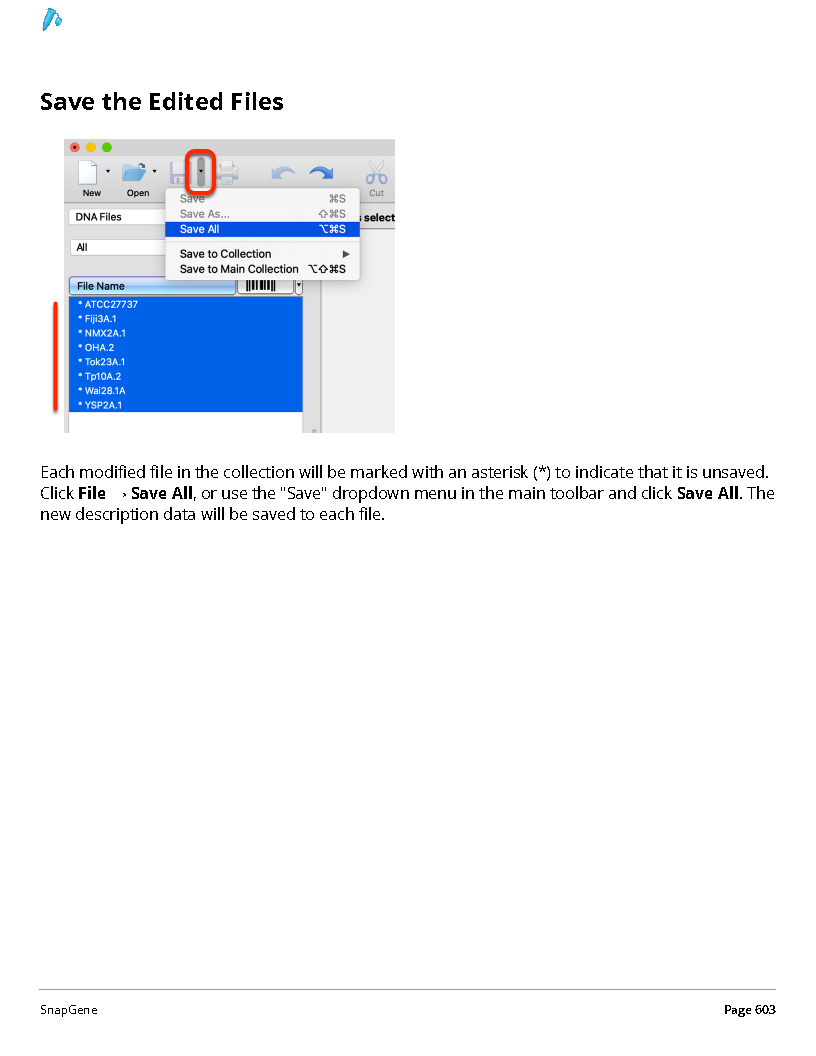 Save the Edited Files
New
Open
Cut
Save ⌘S
Save As... ⇧⌘S
Save All ⌥⌘S
Save to Collection ▶
Save to Main Collection ⌥⇧⌘S
DNA Files
s select
All
File Name
* ATCC27737
* Fiji3A.1
* NMX2A.1
* OHA.2
* Tok23A.1
* Tp10A.2
* Wai28.1A
* YSP2A.1
Each modified file in the collection will be marked with an asterisk (*) to indicate that it is unsaved.
Click File → Save All, or use the "Save" dropdown menu in the main toolbar and click Save All. The
new description data will be saved to each file.
SnapGene
Page 603